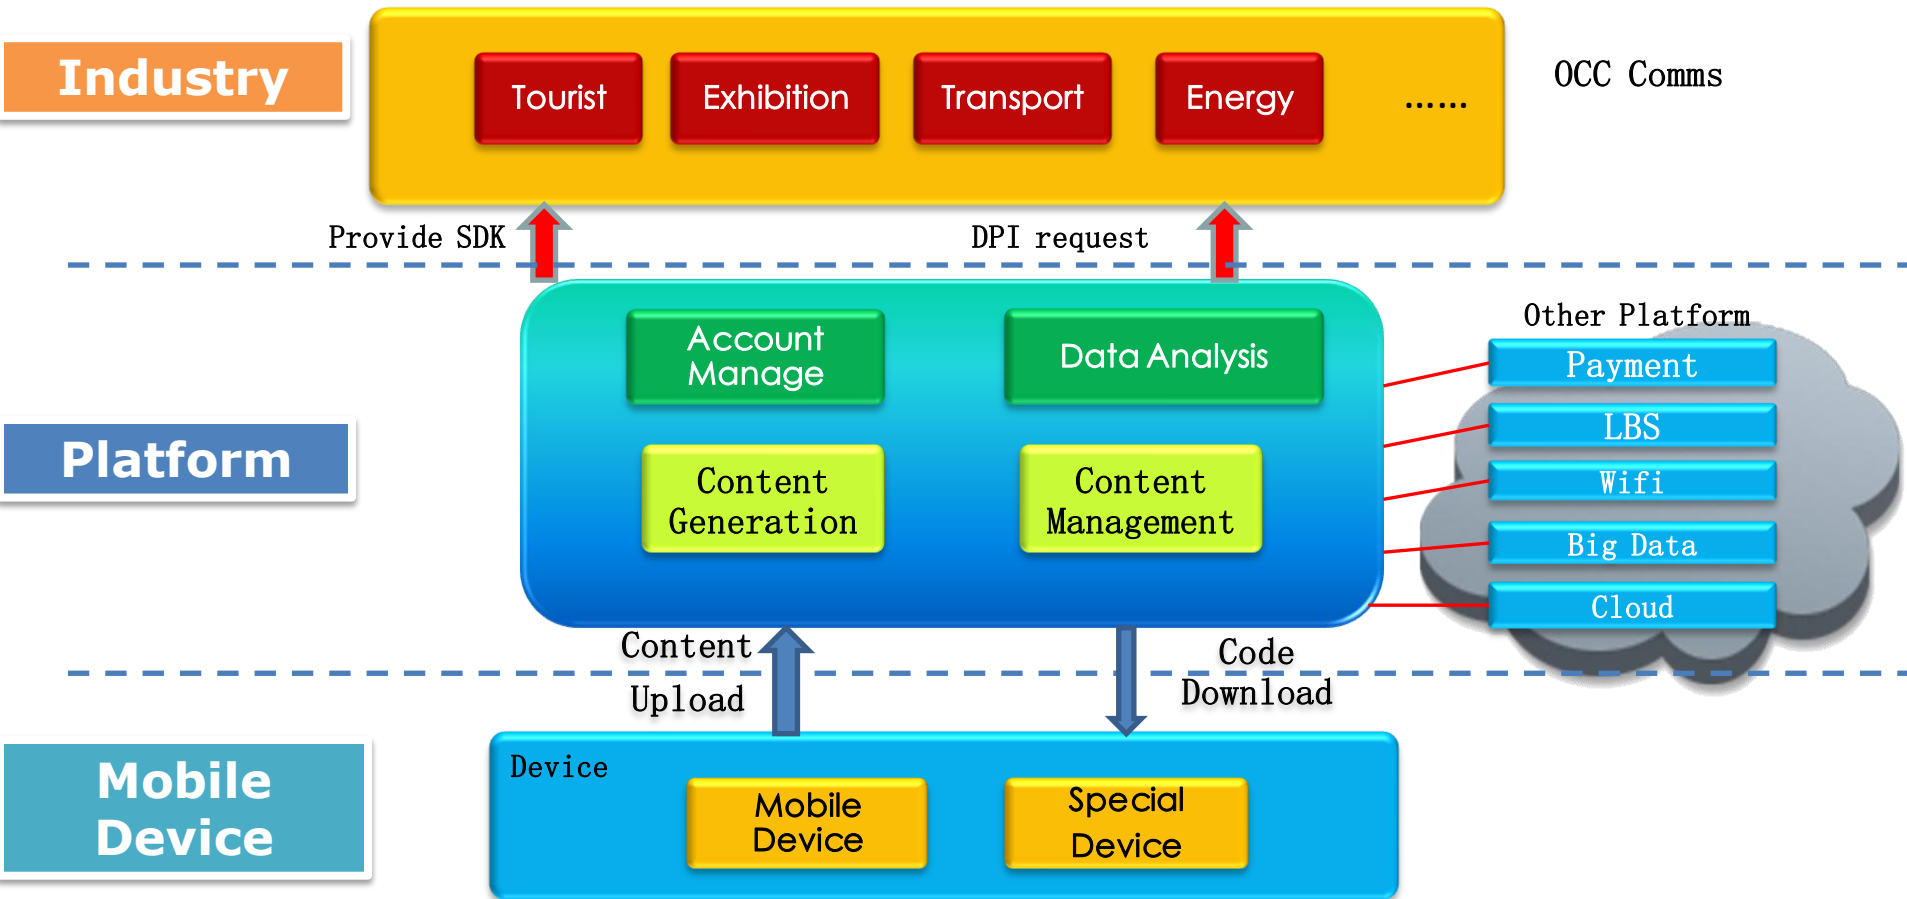 Industry
Tourist
Exhibition
Transport
Energy
......
OCC Comms
Provide SDK
DPI request
Platform
Account
Manage
Data Analysis
Content
Generation
Content
Management
Other Platform
Payment
LBS
Wifi
Big Data
Cloud
Content
Upload
Code
Download
Mobile
Device
Device
Mobile
Device
Special
Device